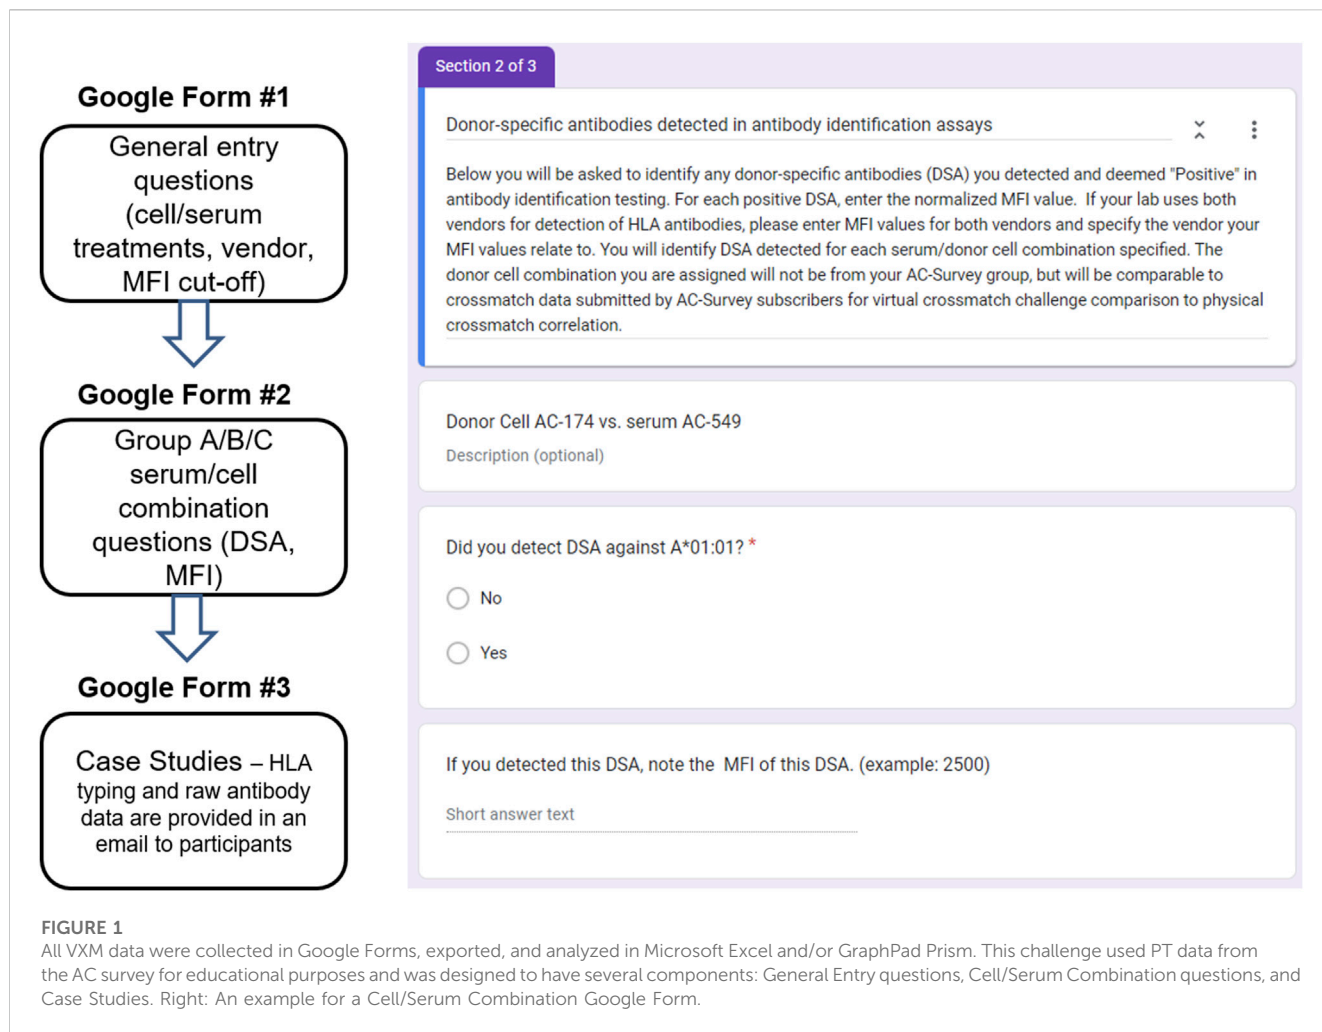 Google Form #1
General entry
questions
(cell/serum
treatments, vendor,
MFI cut-off)
Google Form #2
Group A/B/C
serum/cell
combination
questions (DSA,
MFI)
Google Form #3
Case Studies – HLA
typing and raw antibody
data are provided in an
email to participants
Section 2 of 3
Donor-specific antibodies detected in antibody identification assays
Below you will be asked to identify any donor-specific antibodies (DSA) you detected and deemed "Positive" in
antibody identification testing. For each positive DSA, enter the normalized MFI value. If your lab uses both
vendors for detection of HLA antibodies, please enter MFI values for both vendors and specify the vendor your
MFI values relate to. You will identify DSA detected for each serum/donor cell combination specified. The
donor cell combination you are assigned will not be from your AC-Survey group, but will be comparable to
crossmatch data submitted by AC-Survey subscribers for virtual crossmatch challenge comparison to physical
crossmatch correlation.
Donor Cell AC-174 vs. serum AC-549
Description (optional)
Did you detect DSA against A*01:01? *
No
Yes
If you detected this DSA, note the MFI of this DSA. (example: 2500)
Short answer text
FIGURE 1
All VXM data were collected in Google Forms, exported, and analyzed in Microsoft Excel and/or GraphPad Prism. This challenge used PT data from
the AC survey for educational purposes and was designed to have several components: General Entry questions, Cell/Serum Combination questions, and
Case Studies. Right: An example for a Cell/Serum Combination Google Form.